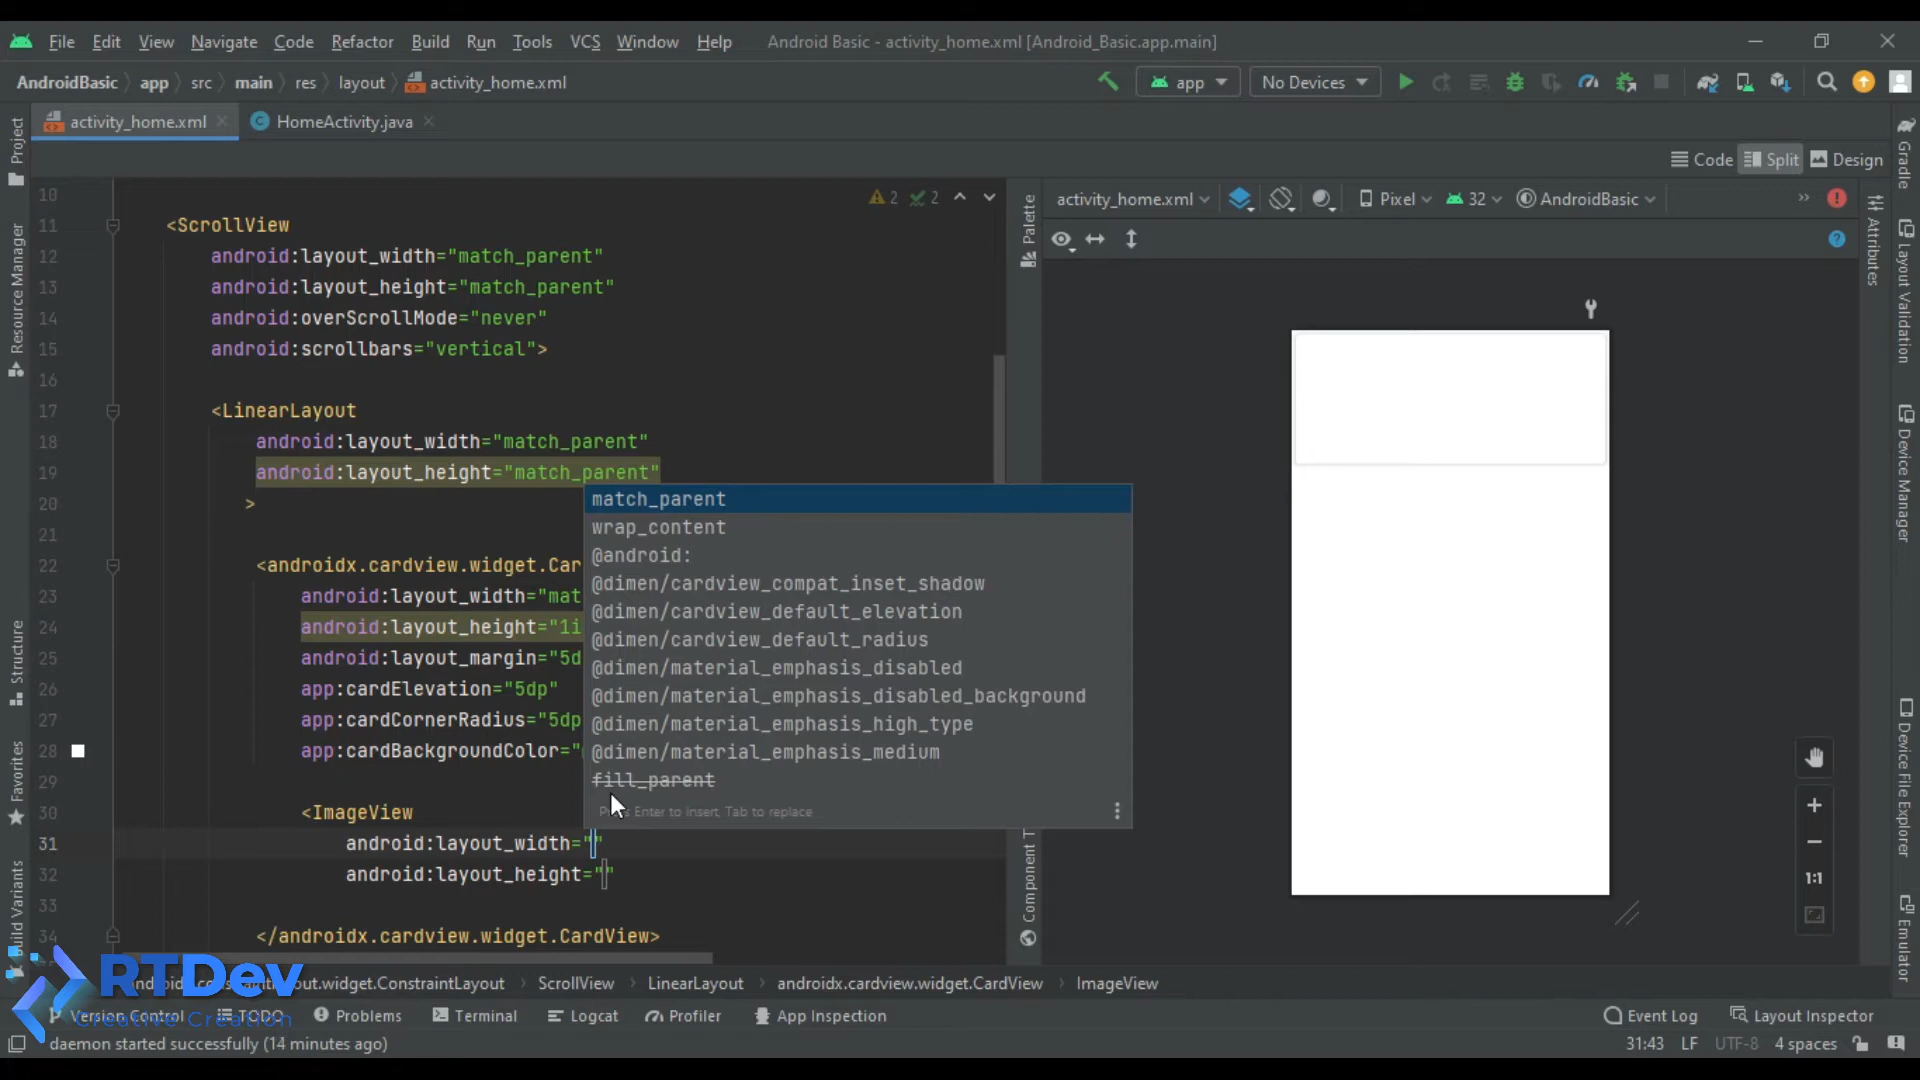 File Edit View Navigate Code Refactor Build Run Tools VCS Window Help Android Basic - activity_home.xml [Android_Basic.app.main]
AndroidBasic app src main res layout activity_home.xml app No Devices
activity_home.xml HomeActivity.java
Code Split Design
activity_home.xml Pixel 32 AndroidBasic
2 2
10
11 <ScrollView
12 android:layout_width="match_parent"
13 android:layout_height="match_parent"
14 android:overScrollMode="never"
15 android:scrollbars="vertical">
16
17 <LinearLayout
18 android:layout_width="match_parent"
19 android:layout_height="match_parent"
20 >
21
22 <androidx.cardview.widget.Car
23 android:layout_width="mat
24 android:layout_height="1i
25 android:layout_margin="5d
26 app:cardElevation="5dp"
27 app:cardCornerRadius="5dp
28 app:cardBackgroundColor="
29
30 <ImageView
31 android:layout_width=""
32 android:layout_height=""
33
34 </androidx.cardview.widget.CardView>
match_parent
wrap_content
@android:
@dimen/cardview_compat_inset_shadow
@dimen/cardview_default_elevation
@dimen/cardview_default_radius
@dimen/material_emphasis_disabled
@dimen/material_emphasis_disabled_background
@dimen/material_emphasis_high_type
@dimen/material_emphasis_medium
fill_parent
Enter to insert, Tab to replace
Project
Resource Manager
Structure
Favorites
Build Variants
Palette
Component T
1:1
Gradle
Attributes
Layout Validation
Device Manager
Device File Explorer
Emulator
RTDev
Creative Creation
out.widget.ConstraintLayout ScrollView LinearLayout androidx.cardview.widget.CardView ImageView
Version Control TODO Problems Terminal Logcat Profiler App Inspection Event Log Layout Inspector
daemon started successfully (14 minutes ago) 31:43 LF UTF-8 4 spaces